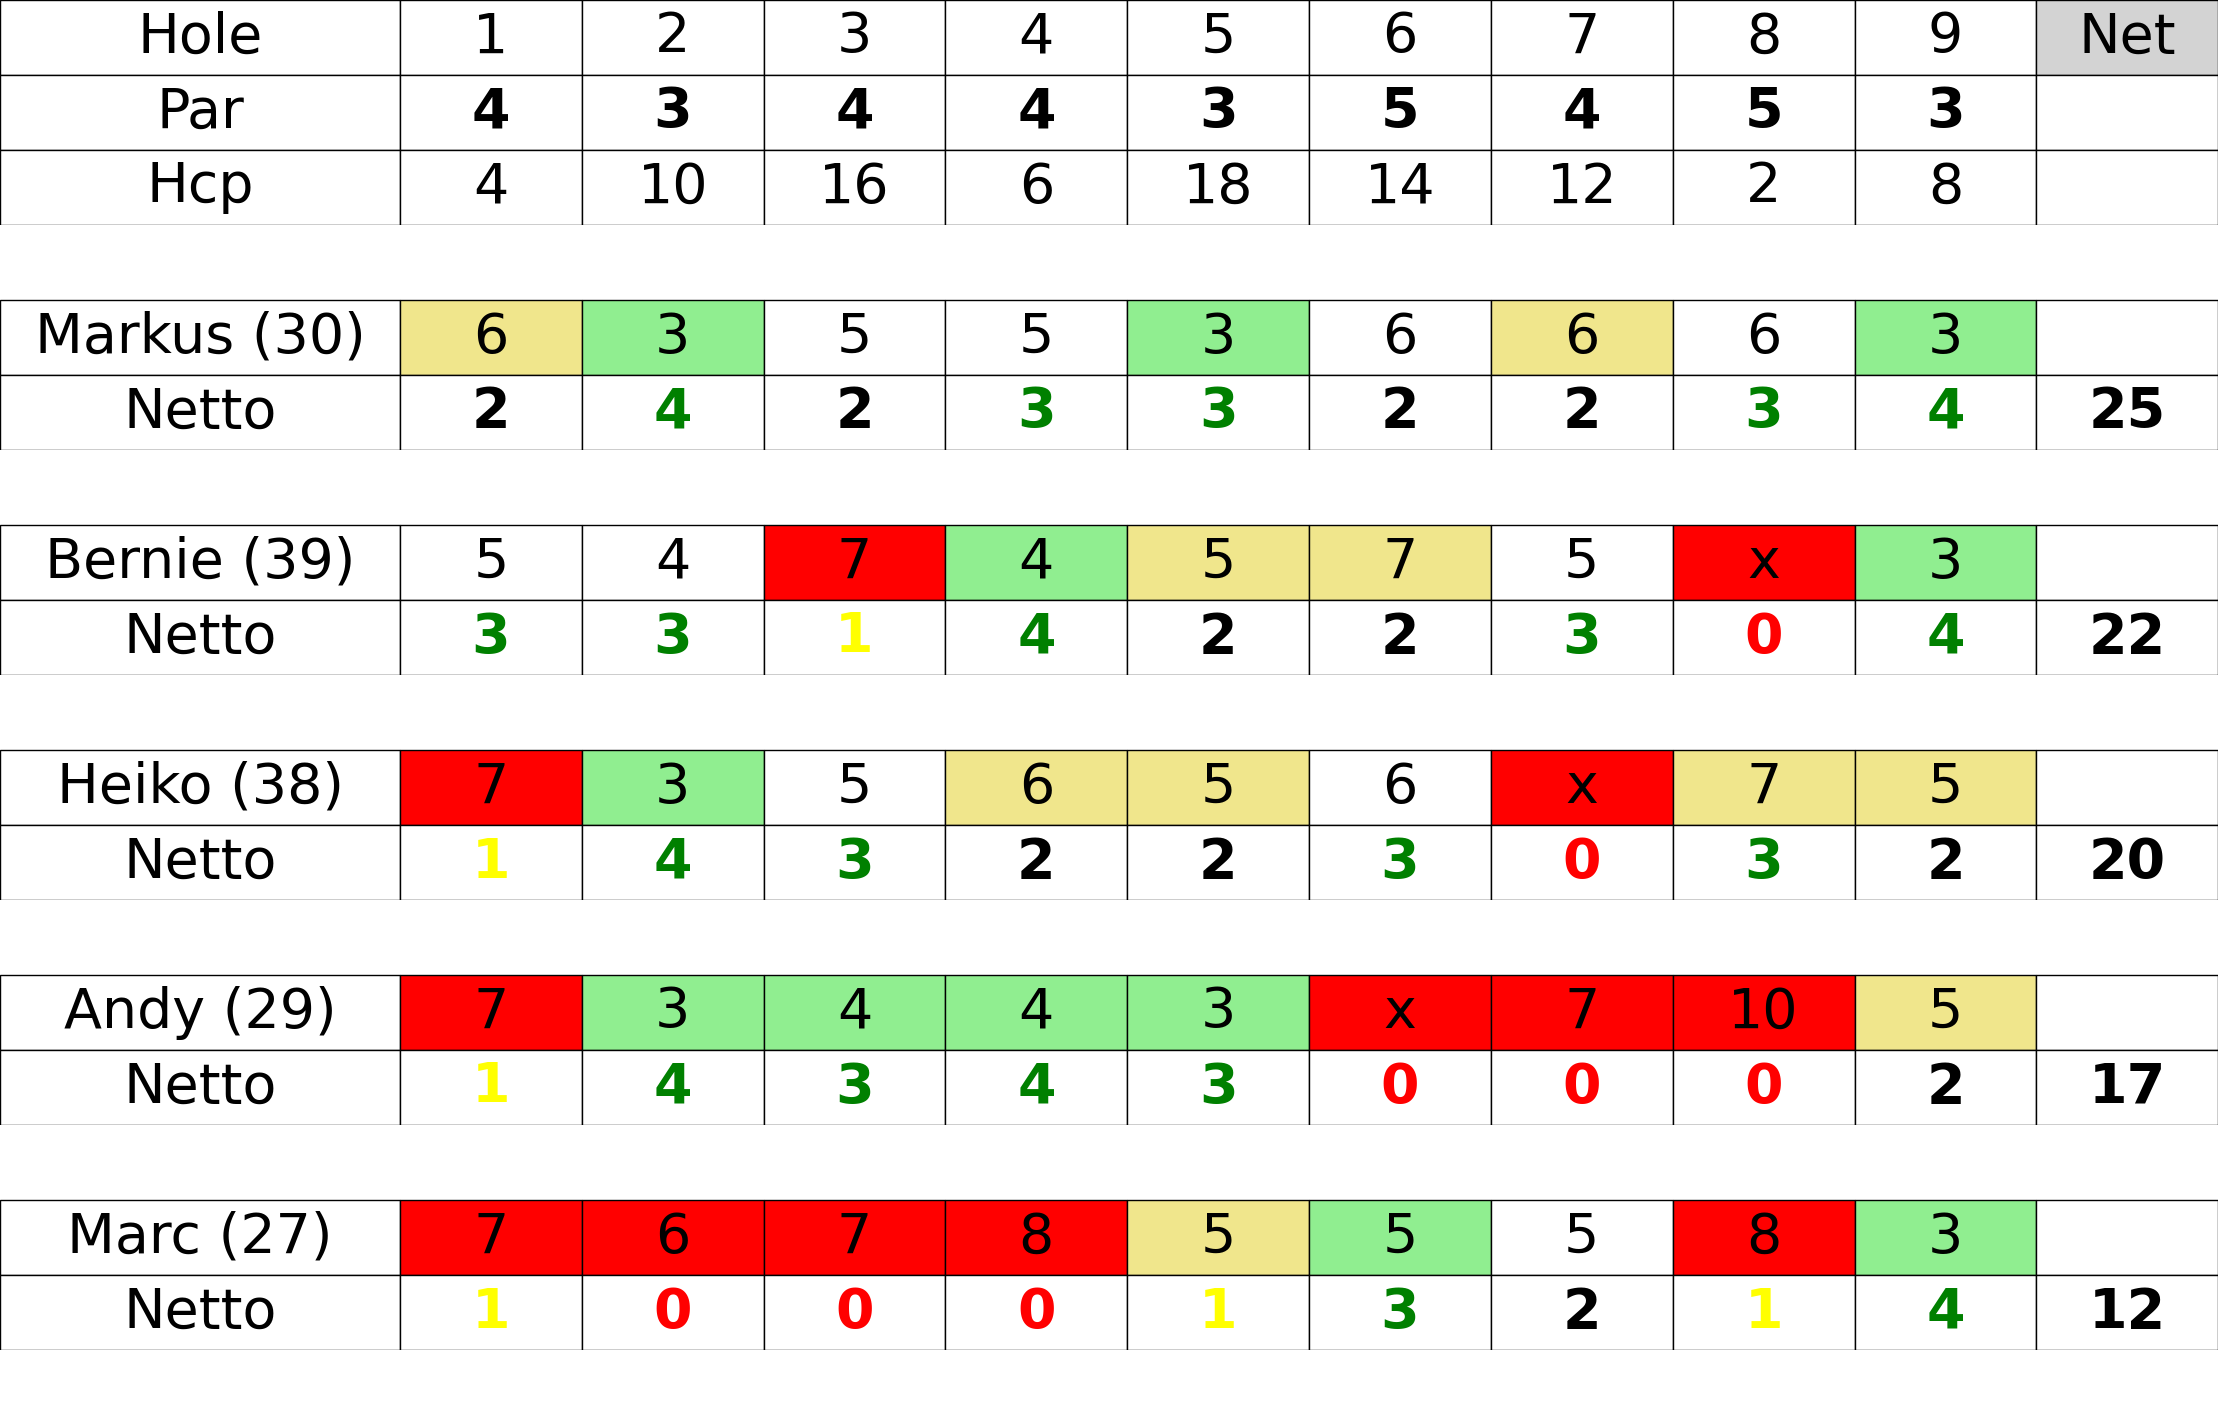 Hole 1 2 3 4 5 6 7 8 9 Net
Par 4 3 4 4 3 5 4 5 3
Hcp 4 10 16 6 18 14 12 2 8
Markus (30) 6 3 5 5 3 6 6 6 3
Netto 2 4 2 3 3 2 2 3 4 25
Bernie (39) 5 4 7 4 5 7 5 x 3
Netto 3 3 1 4 2 2 3 0 4 22
Heiko (38) 7 3 5 6 5 6 x 7 5
Netto 1 4 3 2 2 3 0 3 2 20
Andy (29) 7 3 4 4 3 x 7 10 5
Netto 1 4 3 4 3 0 0 0 2 17
Marc (27) 7 6 7 8 5 5 5 8 3
Netto 1 0 0 0 1 3 2 1 4 12